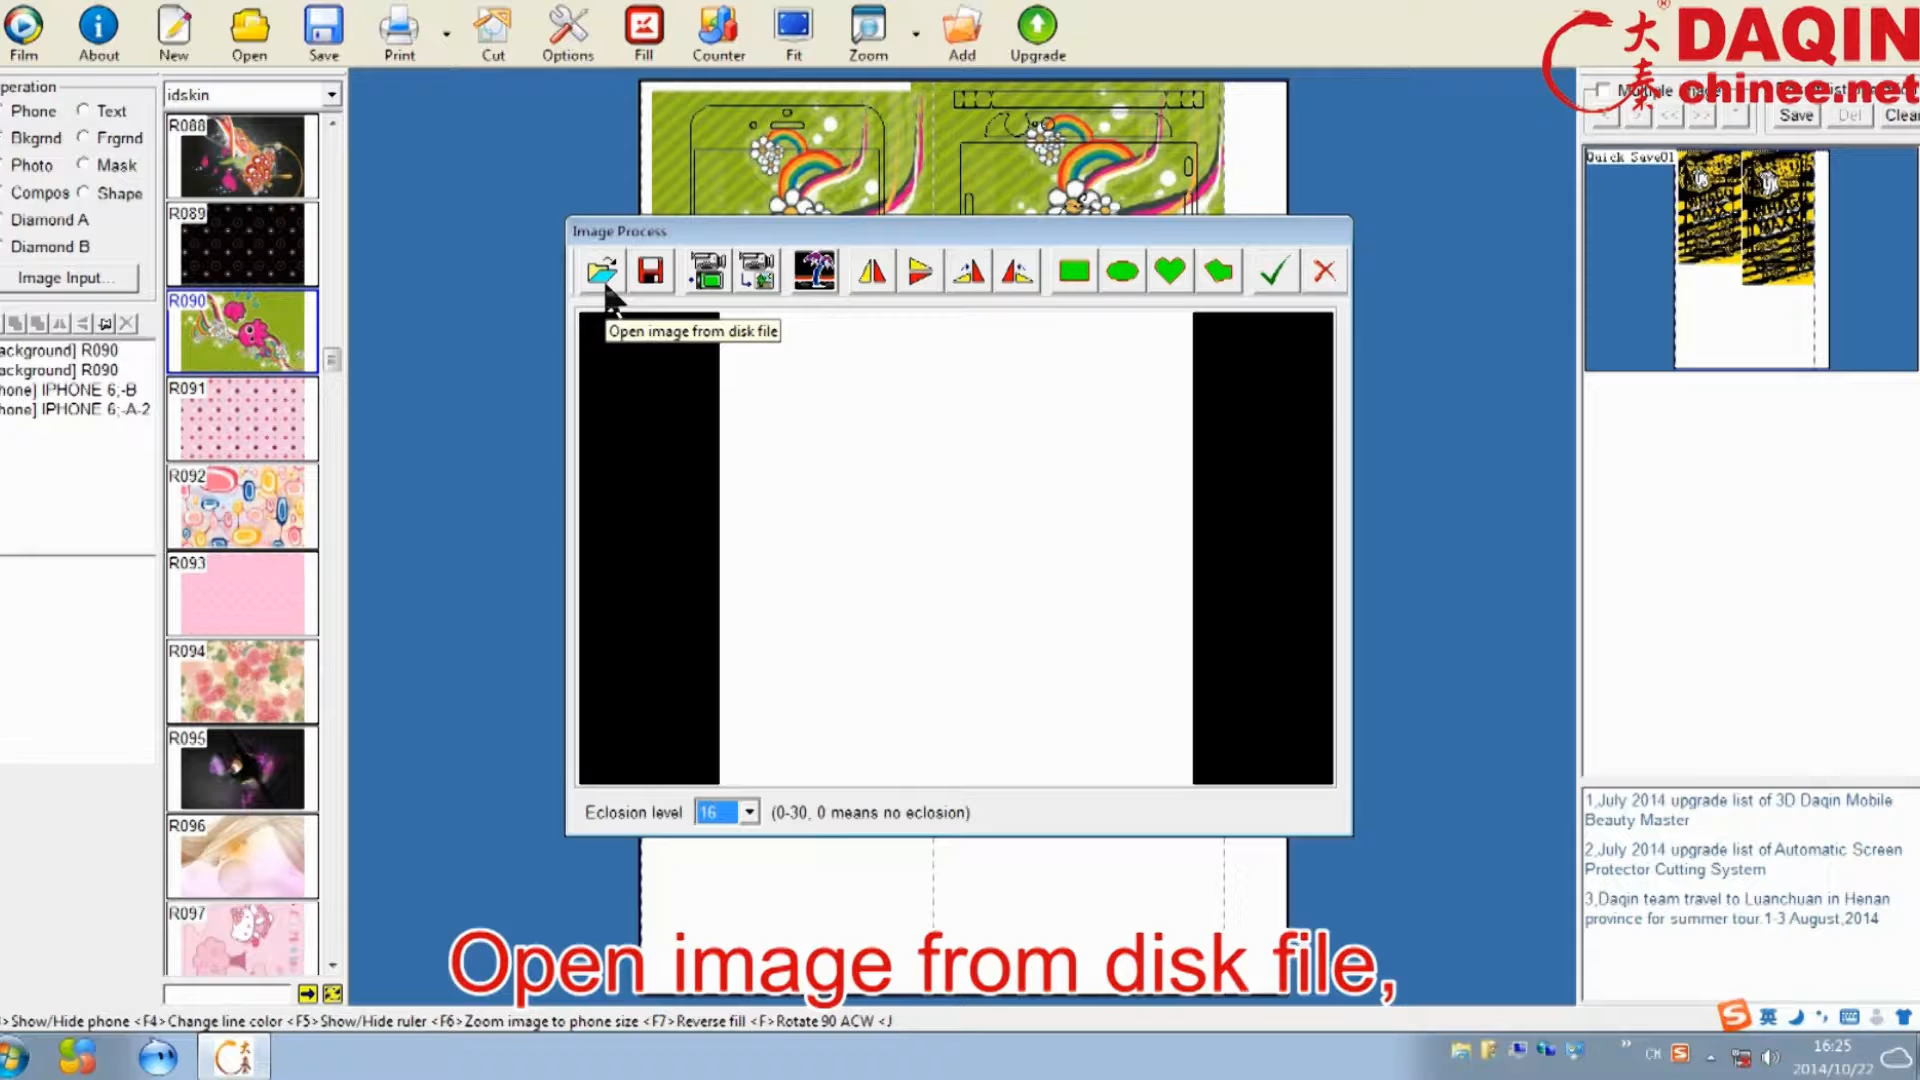 Film
About
New
Open
Save
Print
Cut
Options
Fill
Counter
Fit
Zoom
Add
Upgrade
大秦
®
DAQIN
chinee.net
peration
Phone
Text
Bkgrnd
Frgrnd
Photo
Mask
Compos
Shape
Diamond A
Diamond B
Image Input...
ackground] R090
ackground] R090
hone] IPHONE 6;-B
hone] IPHONE 6;-A-2
idskin
R088
R089
R090
R091
R092
R093
R094
R095
R096
R097
Image Process
Open image from disk file
Eclosion level
16
(0-30, 0 means no eclosion)
<
<<
>>
Save
Del
Clear
Quick Save01
1,July 2014 upgrade list of 3D Daqin Mobile
Beauty Master
2,July 2014 upgrade list of Automatic Screen
Protector Cutting System
3,Daqin team travel to Luanchuan in Henan
province for summer tour.1-3 August,2014
Open image from disk file,
>Show/Hide phone <F4>Change line color <F5>Show/Hide ruler <F6>Zoom image to phone size <F7>Reverse fill <F>Rotate 90 ACW <J
S 英
CH S
16:25
2014/10/22